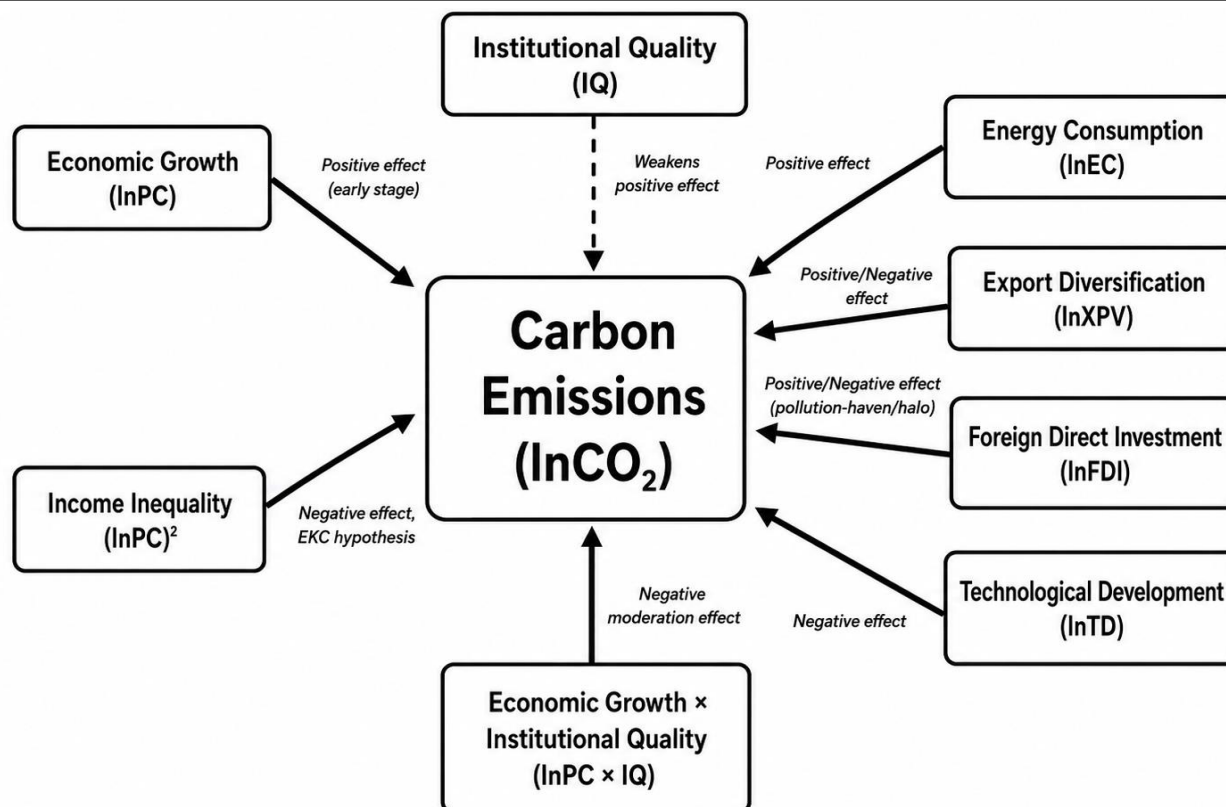 Institutional Quality
(IQ)
Economic Growth
(lnPC)
Positive effect
(early stage)
Weakens
positive effect
Positive effect
Energy Consumption
(lnEC)
Positive/Negative
effect
Export Diversification
(lnXPV)
Carbon
Emissions
(lnCO₂)
Positive/Negative effect
(pollution-haven/halo)
Foreign Direct Investment
(lnFDI)
Income Inequality
(lnPC)²
Negative effect,
EKC hypothesis
Negative
moderation effect
Negative effect
Technological Development
(lnTD)
Economic Growth ×
Institutional Quality
(lnPC × IQ)